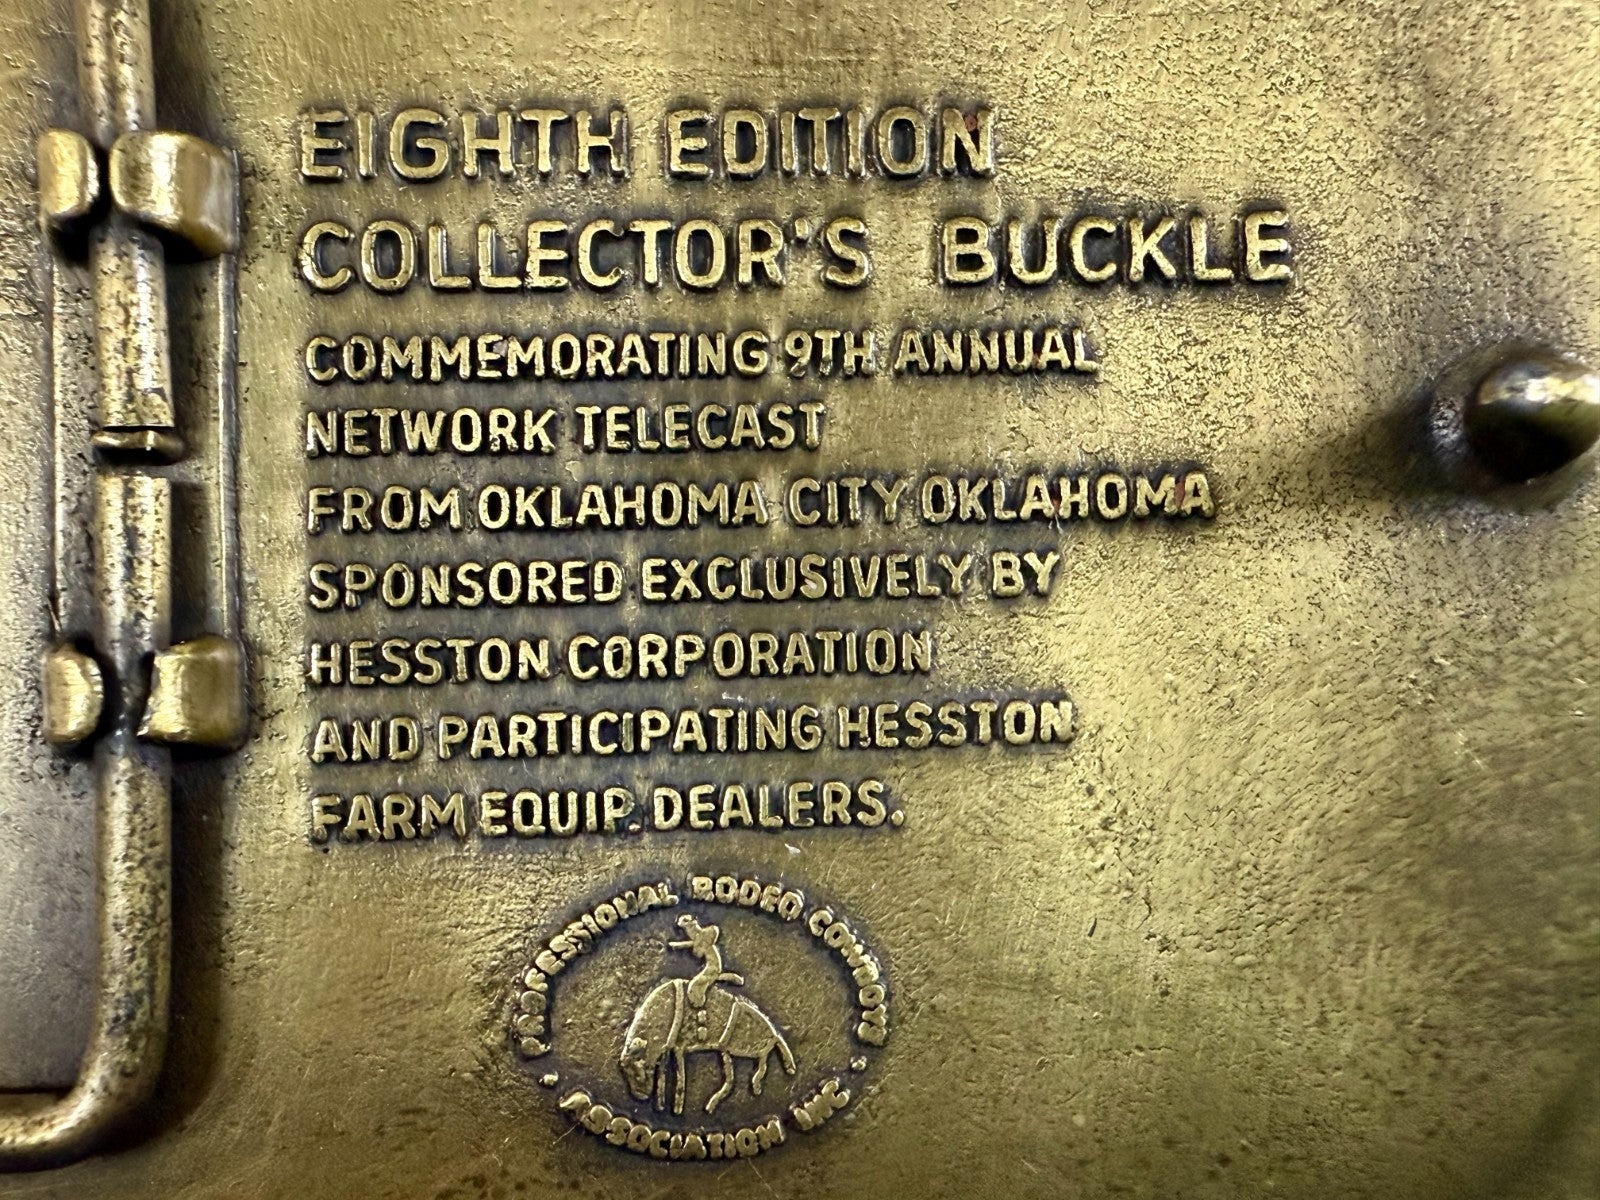 EIGHTH EDITION
COLLECTOR'S BUCKLE
COMMEMORATING 9TH ANNUAL
NETWORK TELECAST
FROM OKLAHOMA CITY OKLAHOMA
SPONSORED EXCLUSIVELY BY
HESSTON CORPORATION
AND PARTICIPATING HESSTON
FARM EQUIP. DEALERS.
PROFESSIONAL RODEO COWBOYS
· ASSOCIATION INC ·